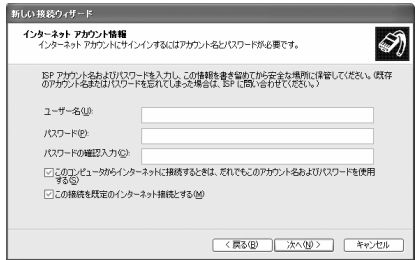 新しい接続ウィザード
インターネット アカウント情報
インターネット アカウントにサインインするにはアカウント名とパスワードが必要です。
ISP アカウント名およびパスワードを入力し、この情報を書き留めてから安全な場所に保管してください。(既存
のアカウント名またはパスワードを忘れてしまった場合は、ISP に問い合わせてください。)
ユーザー名(U):
パスワード(P):
パスワードの確認入力(C):
このコンピュータからインターネットに接続するときは、だれでもこのアカウント名およびパスワードを使用
する(S)
この接続を既定のインターネット接続とする(M)
< 戻る(B)
次へ(N) >
キャンセル